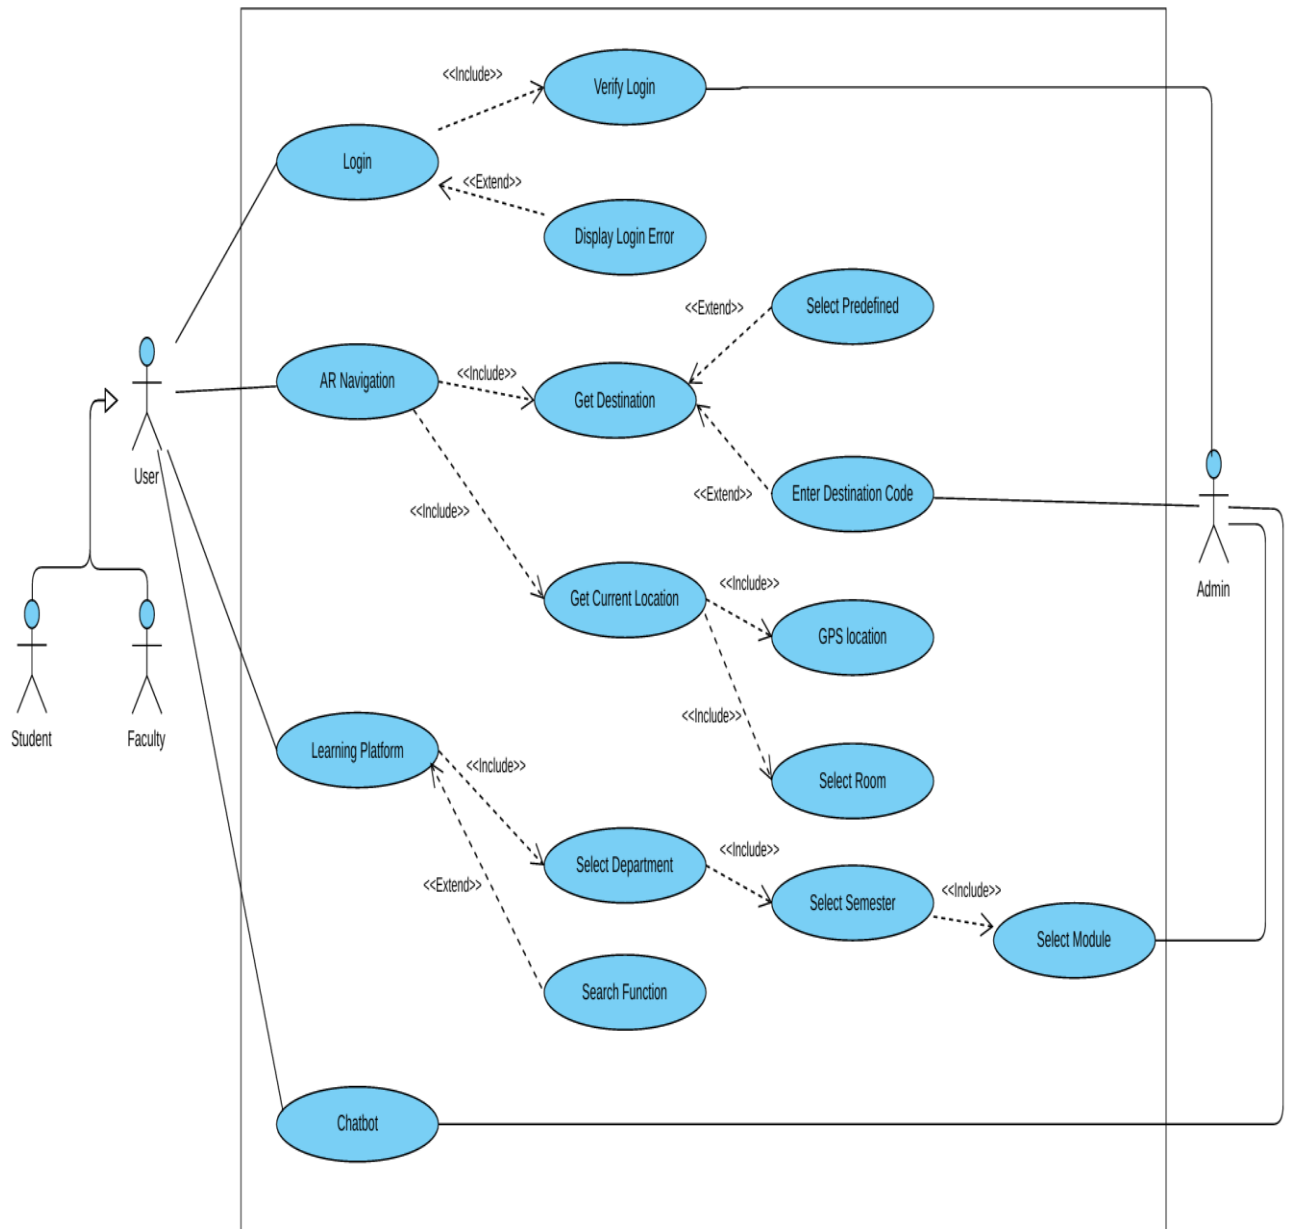 <<Include>>
Verify Login
Login
<<Extend>>
Display Login Error
<<Extend>>
Select Predefined
AR Navigation
<<Include>>
Get Destination
User
<<Extend>>
Enter Destination Code
<<Include>>
Admin
Get Current Location
<<Include>>
GPS location
<<Include>>
Student
Faculty
Learning Platform
<<Include>>
Select Room
<<Include>>
Select Department
<<Extend>>
Select Semester
<<Include>>
Select Module
Search Function
Chatbot